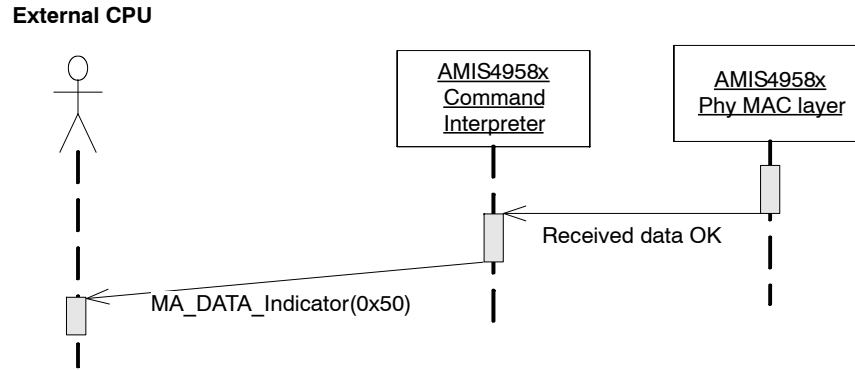 External CPU
AMIS4958x
Command
Interpreter
AMIS4958x
Phy MAC layer
Received data OK
MA_DATA_Indicator(0x50)